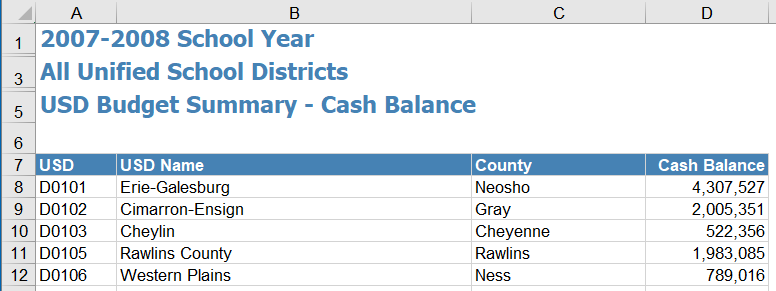 A B C D
1 2007-2008 School Year
3 All Unified School Districts
5 USD Budget Summary - Cash Balance
6
7 USD USD Name County Cash Balance
8 D0101 Erie-Galesburg Neosho 4,307,527
9 D0102 Cimarron-Ensign Gray 2,005,351
10 D0103 Cheylin Cheyenne 522,356
11 D0105 Rawlins County Rawlins 1,983,085
12 D0106 Western Plains Ness 789,016